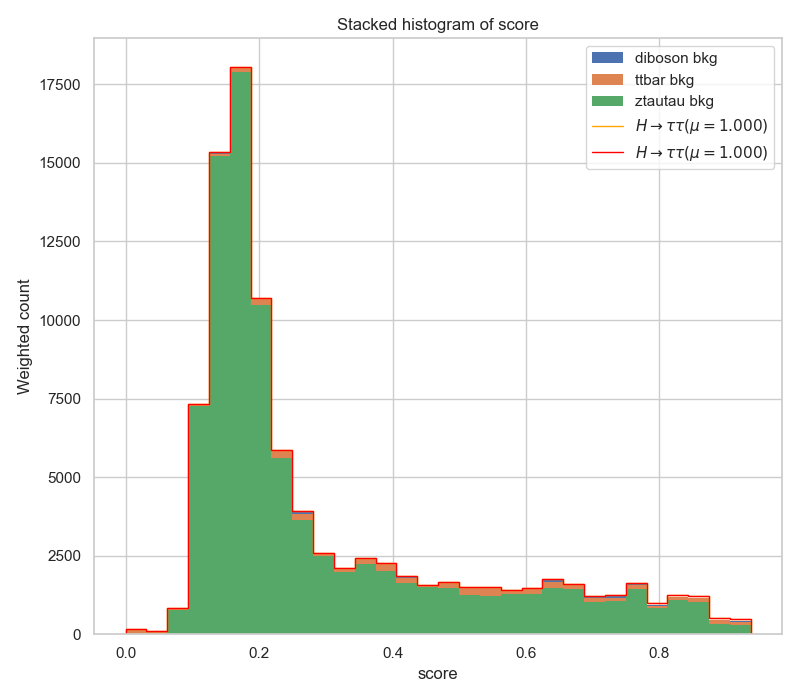 Stacked histogram of score
diboson bkg
ttbar bkg
ztautau bkg
H → ττ(μ = 1.000)
H → ττ(μ = 1.000)
Weighted count
17500
15000
12500
10000
7500
5000
2500
0
0.0 0.2 0.4 0.6 0.8
score